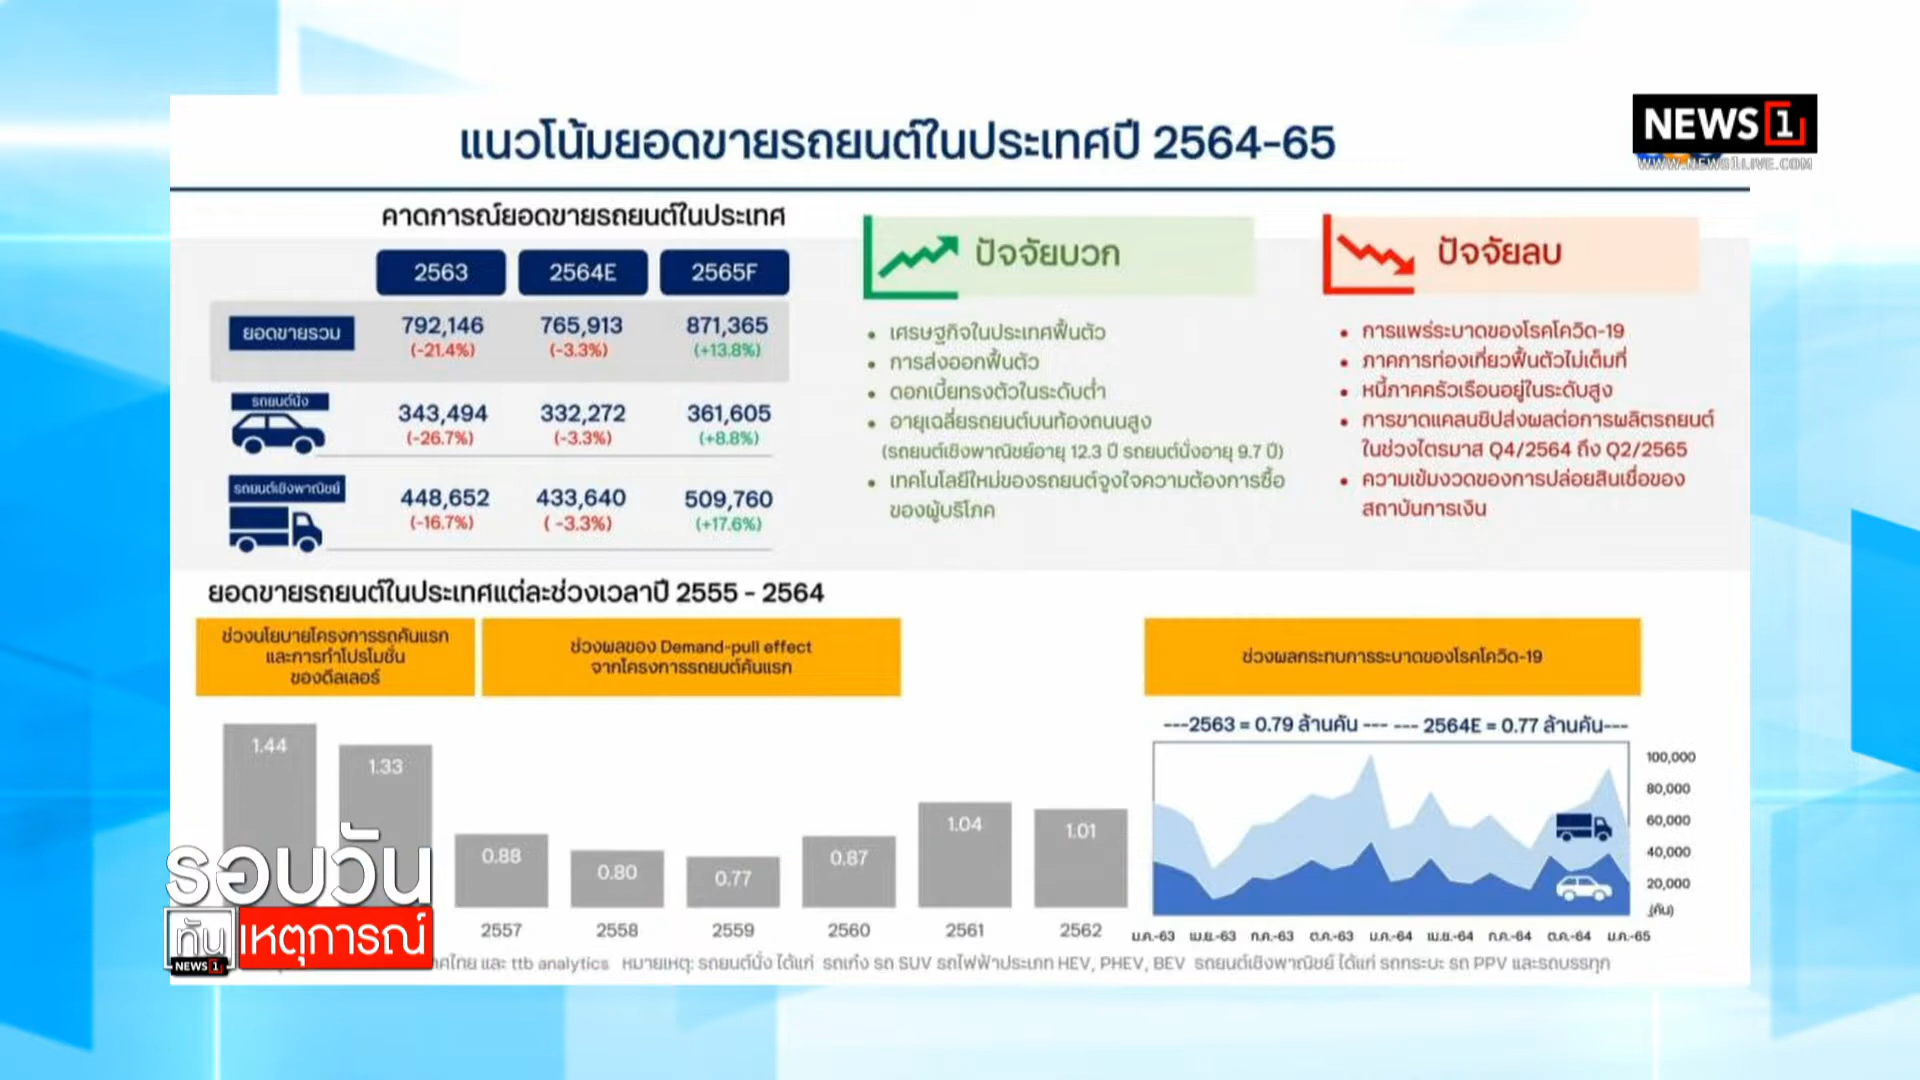 NEWS 1
WWW.NEWS1LIVE.COM
แนวโน้มยอดขายรถยนต์ในประเทศปี 2564-65
คาดการณ์ยอดขายรถยนต์ในประเทศ
2563 2564E 2565F
ยอดขายรวม 792,146 765,913 871,365
(-21.4%) (-3.3%) (+13.8%)
รถยนต์นั่ง
343,494 332,272 361,605
(-26.7%) (-3.3%) (+8.8%)
รถยนต์เชิงพาณิชย์
448,652 433,640 509,760
(-16.7%) ( -3.3%) (+17.6%)
ปัจจัยบวก
• เศรษฐกิจในประเทศฟื้นตัว
• การส่งออกฟื้นตัว
• ดอกเบี้ยทรงตัวในระดับต่ำ
• อายุเฉลี่ยรถยนต์บนท้องถนนสูง
(รถยนต์เชิงพาณิชย์อายุ 12.3 ปี รถยนต์นั่งอายุ 9.7 ปี)
• เทคโนโลยีใหม่ของรถยนต์จูงใจความต้องการซื้อ
ของผู้บริโภค
ปัจจัยลบ
• การแพร่ระบาดของโรคโควิด-19
• ภาคการท่องเที่ยวฟื้นตัวไม่เต็มที่
• หนี้ภาคครัวเรือนอยู่ในระดับสูง
• การขาดแคลนชิปส่งผลต่อการผลิตรถยนต์
ในช่วงไตรมาส Q4/2564 ถึง Q2/2565
• ความเข้มงวดของการปล่อยสินเชื่อของ
สถาบันการเงิน
ยอดขายรถยนต์ในประเทศแต่ละช่วงเวลาปี 2555 - 2564
ช่วงนโยบายโครงการรถคันแรก
และการทำโปรโมชั่น
ของดีลเลอร์
ช่วงผลของ Demand-pull effect
จากโครงการรถยนต์คันแรก
ช่วงผลกระทบการระบาดของโรคโควิด-19
1.44 1.33 0.88 0.80 0.77 0.87 1.04 1.01
2557 2558 2559 2560 2561 2562
---2563 = 0.79 ล้านคัน --- --- 2564E = 0.77 ล้านคัน---
100,000
80,000
60,000
40,000
20,000
(คัน)
ม.ค.-63 เม.ย.-63 ก.ค.-63 ต.ค.-63 ม.ค.-64 เม.ย.-64 ก.ค.-64 ต.ค.-64 ม.ค.-65
และ ttb analytics หมายเหตุ: รถยนต์นั่ง ได้แก่ รถเก๋ง รถ SUV รถไฟฟ้าประเภท HEV, PHEV, BEV รถยนต์เชิงพาณิชย์ ได้แก่ รถกระบะ รถ PPV และรถบรรทุก
รอบวัน
ทันเหตุการณ์
NEWS 1